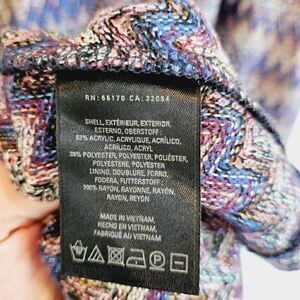 RN: 66170 CA: 32054
SHELL, EXTÉRIEUR, EXTERIOR,
ESTERNO, OBERSTOFF:
62% ACRYLIC, ACRYLIQUE, ACRÍLICO,
ACRILICO, ACRYL
38% POLYESTER, POLYESTER, POLIÉSTER,
POLIESTERE, POLYESTER
LINING, DOUBLURE, FORRO,
FODERA, FUTTERSTOFF:
100% RAYON, RAYONNE, RAYÓN,
RAYON, REYON
MADE IN VIETNAM
HECHO EN VIETNAM
FABRIQUÉ AU VIETNAM